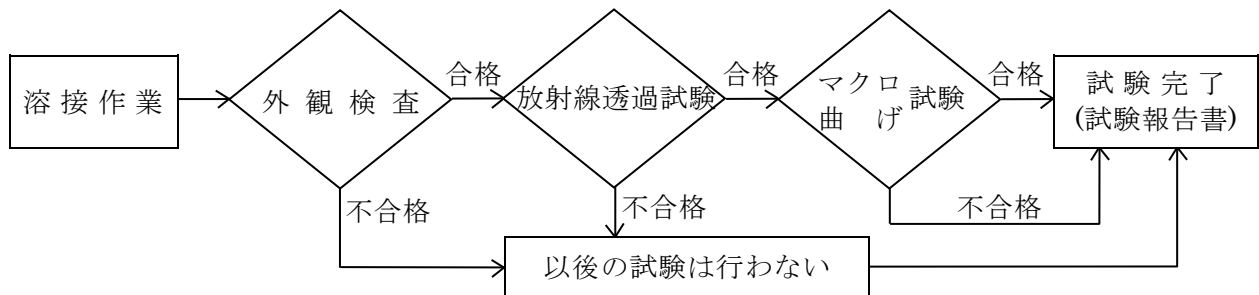 溶接作業
外観検査
合格
放射線透過試験
合格
マクロ
曲げ
試験
合格
試験完了
(試験報告書)
不合格
不合格
不合格
以後の試験は行わない